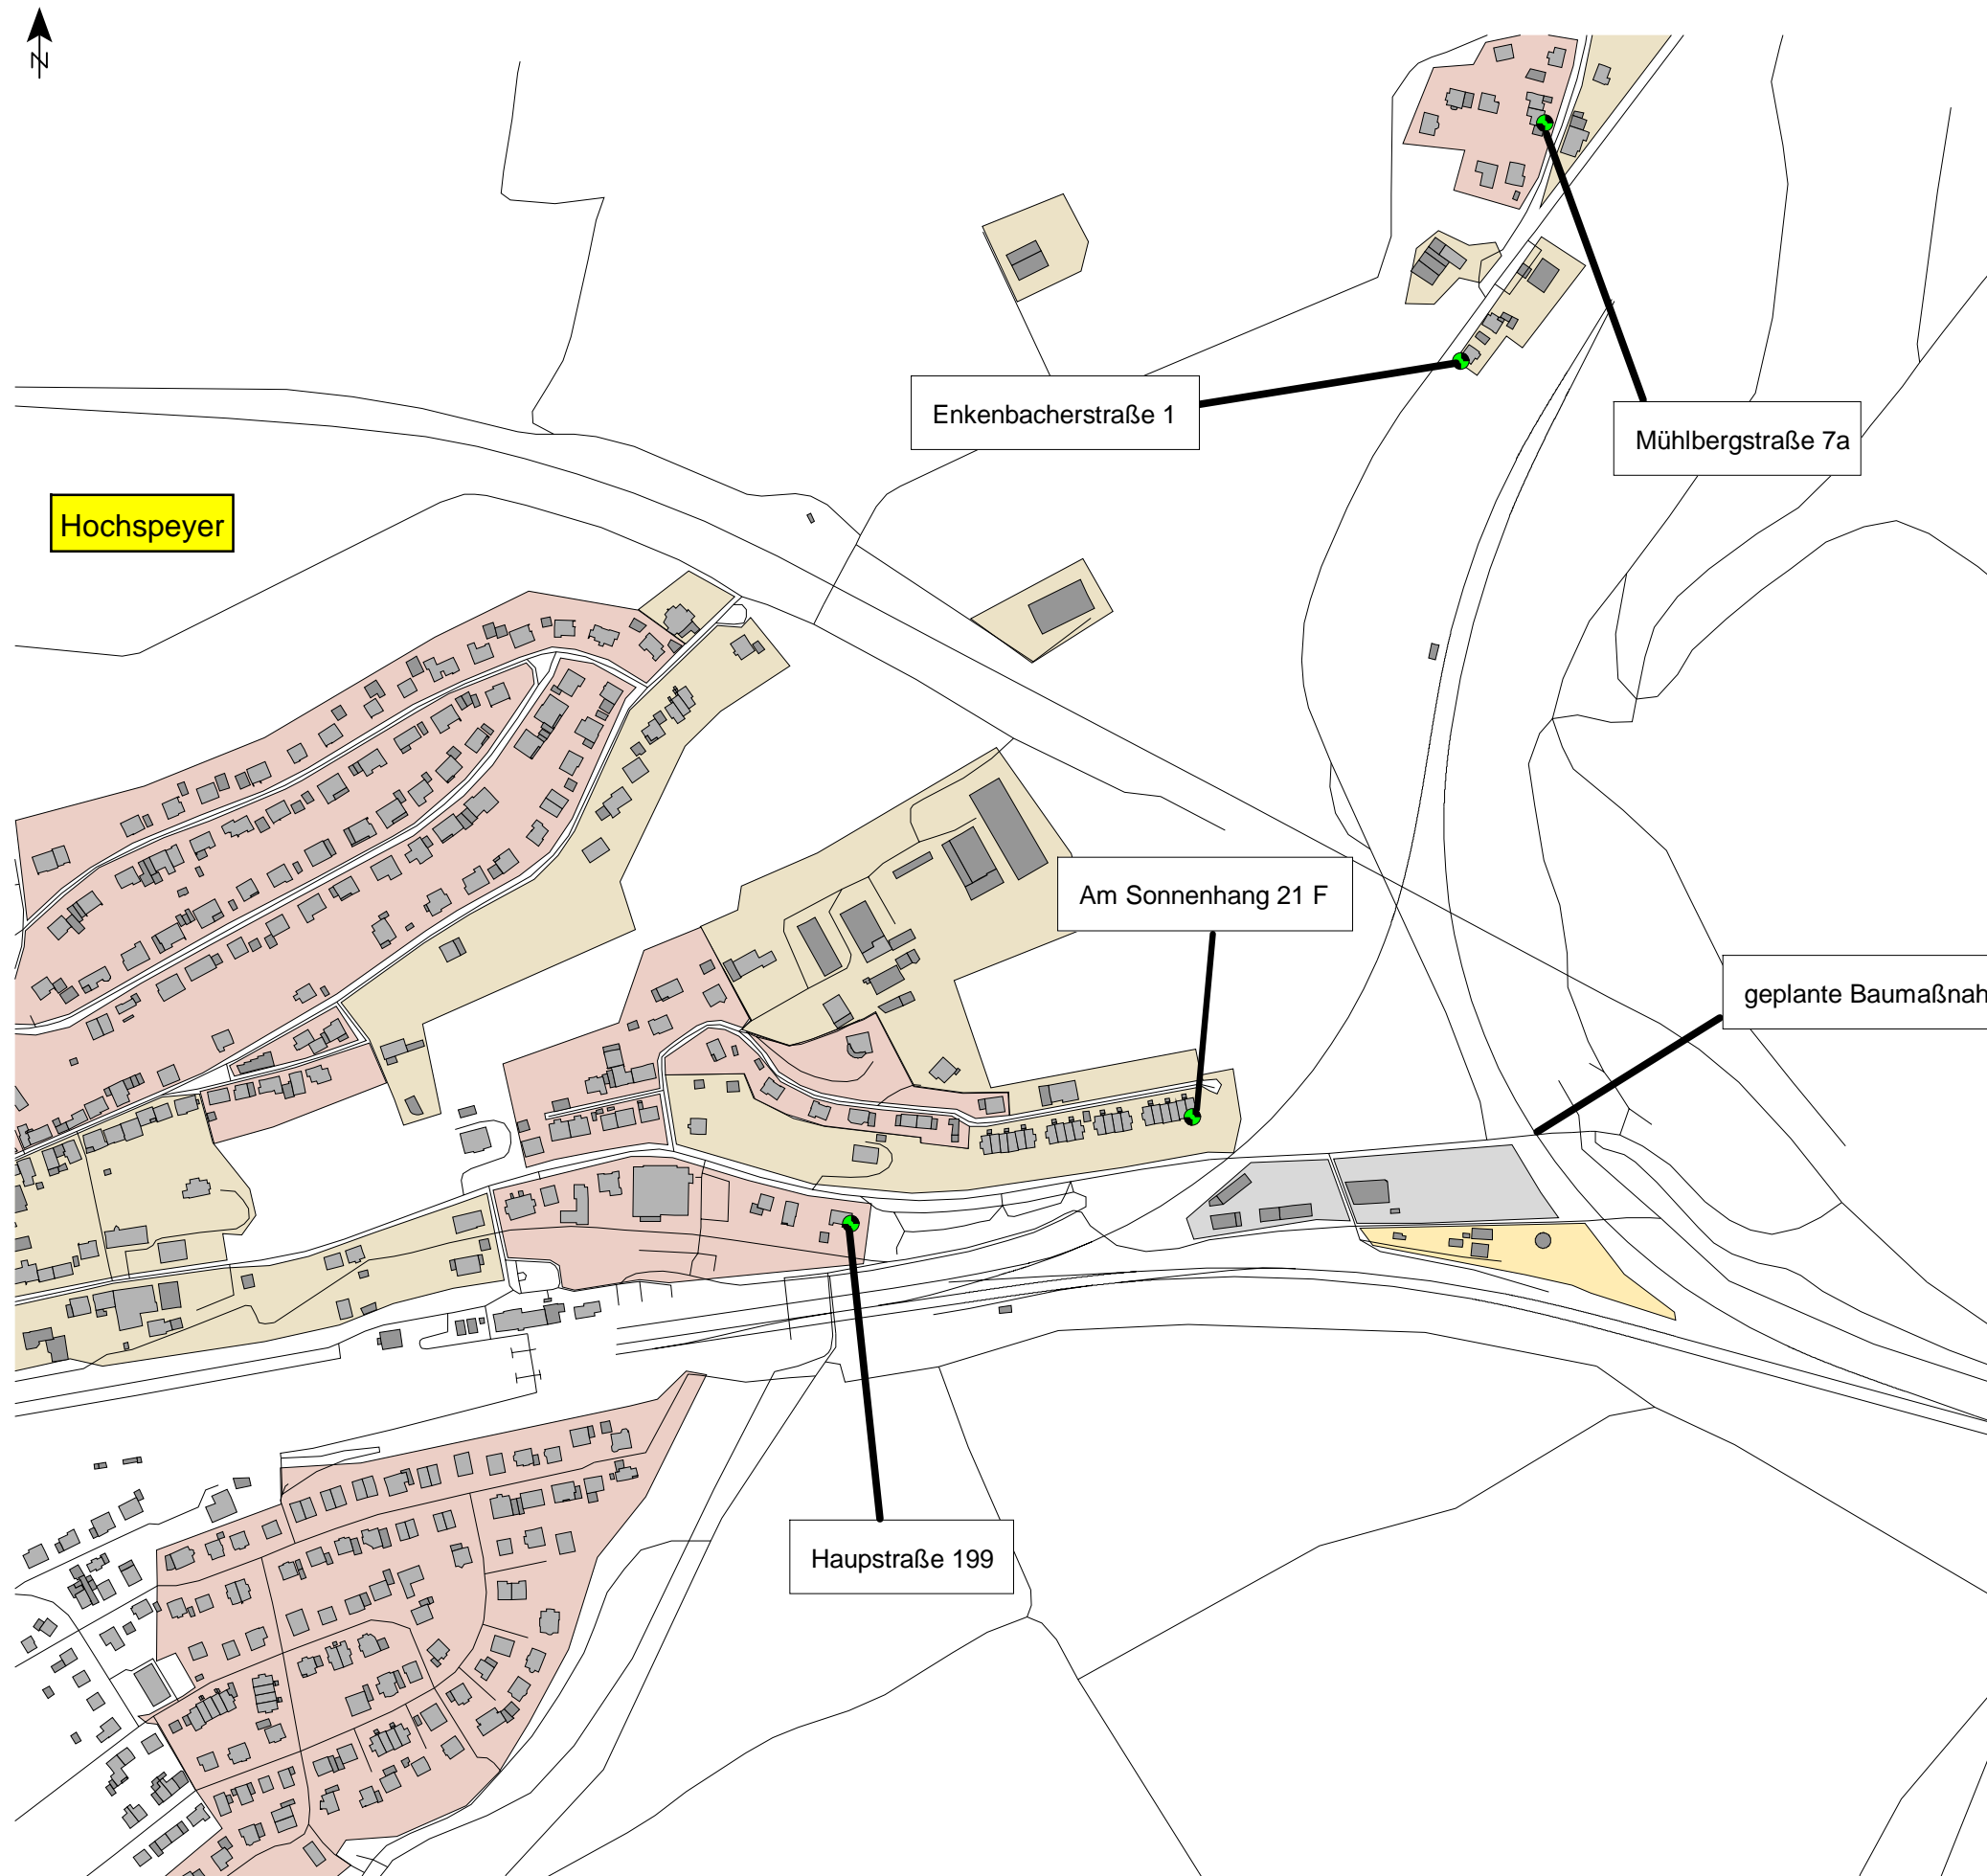 N
Enkenbacherstraße 1
Mühlbergstraße 7a
Hochspeyer
Am Sonnenhang 21 F
geplante Baumaßnah
Haupstraße 199